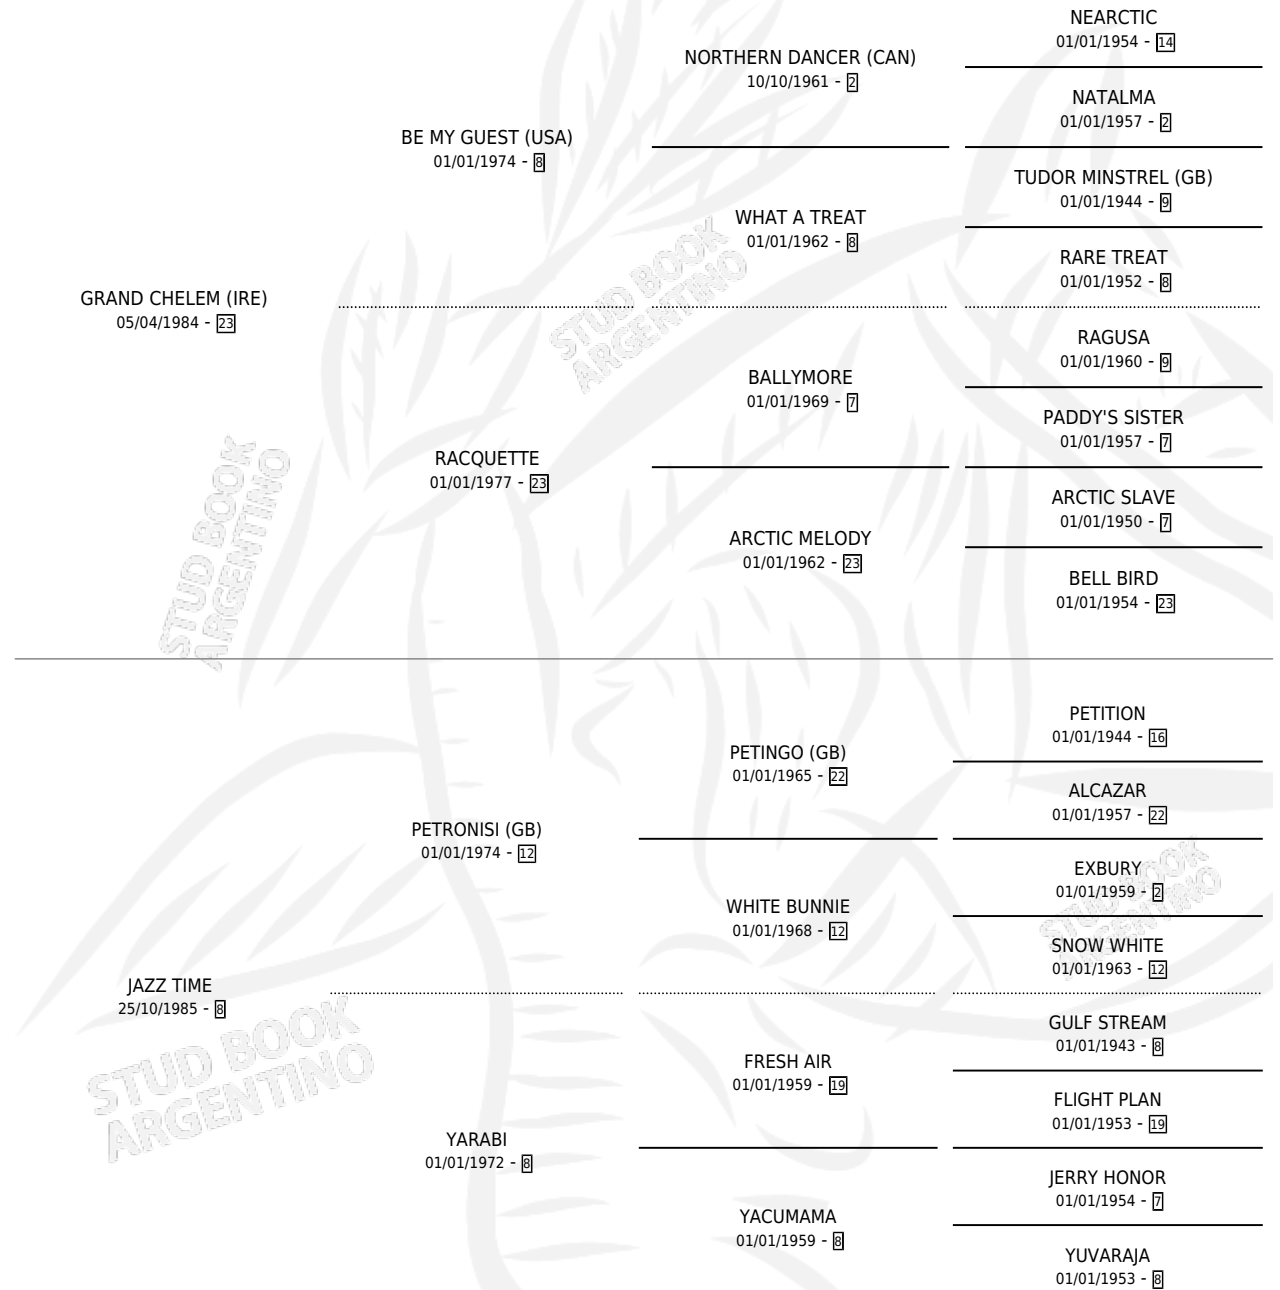 NEARCTIC
01/01/1954 - 14
NORTHERN DANCER (CAN)
10/10/1961 - 2
NATALMA
01/01/1957 - 2
BE MY GUEST (USA)
01/01/1974 - 8
TUDOR MINSTREL (GB)
01/01/1944 - 9
WHAT A TREAT
01/01/1962 - 8
RARE TREAT
01/01/1952 - 8
GRAND CHELEM (IRE)
05/04/1984 - 23
STUD BOOK
ARGENTINO
RAGUSA
01/01/1960 - 9
BALLYMORE
01/01/1969 - 7
PADDY'S SISTER
01/01/1957 - 7
RACQUETTE
01/01/1977 - 23
ARCTIC SLAVE
01/01/1950 - 7
ARCTIC MELODY
01/01/1962 - 23
BELL BIRD
01/01/1954 - 23
STUD BOOK
ARGENTINO
PETITION
01/01/1944 - 16
PETINGO (GB)
01/01/1965 - 22
ALCAZAR
01/01/1957 - 22
PETRONISI (GB)
01/01/1974 - 12
EXBURY
01/01/1959 - 2
WHITE BUNNIE
01/01/1968 - 12
SNOW WHITE
01/01/1963 - 12
STUD BOOK
ARGENTINO
JAZZ TIME
25/10/1985 - 8
GULF STREAM
01/01/1943 - 8
FRESH AIR
01/01/1959 - 19
FLIGHT PLAN
01/01/1953 - 19
STUD BOOK
ARGENTINO
YARABI
01/01/1972 - 8
JERRY HONOR
01/01/1954 - 7
YACUMAMA
01/01/1959 - 8
YUVARAJA
01/01/1953 - 8